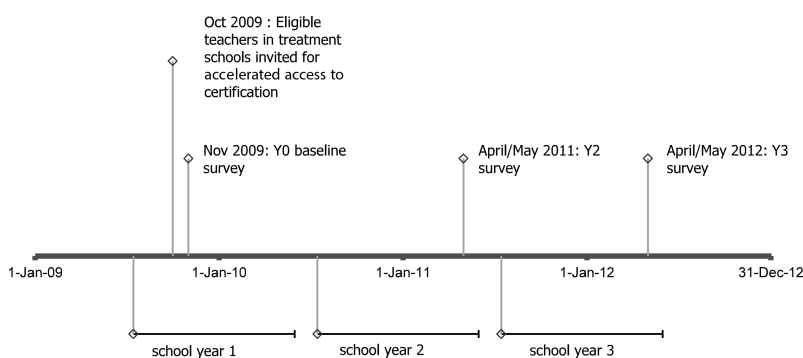 Oct 2009 : Eligible
teachers in treatment
schools invited for
accelerated access to
certification
Nov 2009: Y0 baseline
survey
April/May 2011: Y2
survey
April/May 2012: Y3
survey
1-Jan-09
1-Jan-10
1-Jan-11
1-Jan-12
31-Dec-12
school year 1
school year 2
school year 3